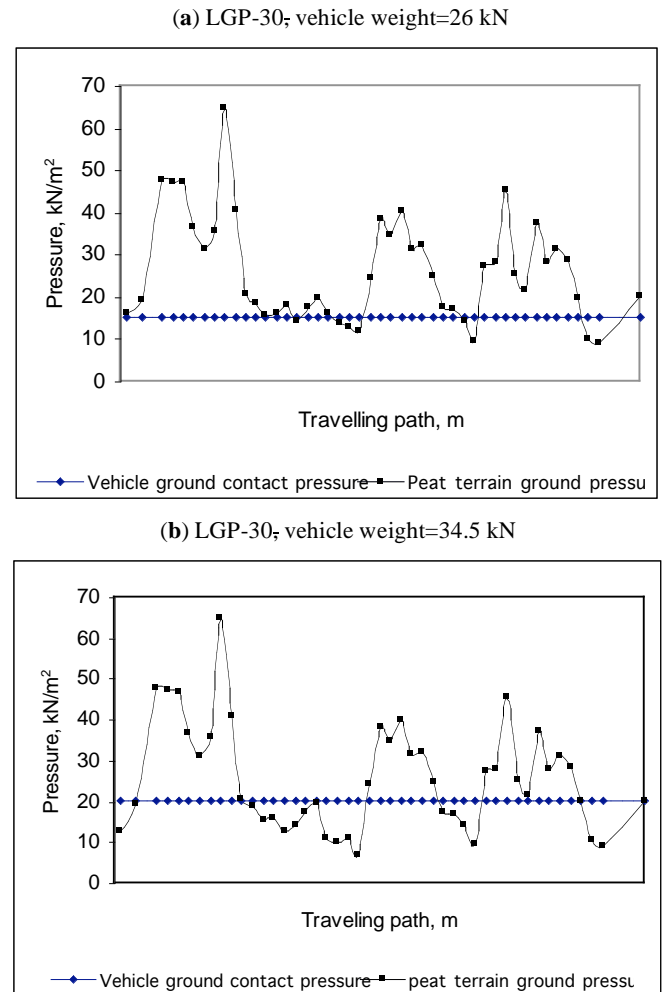 (a) LGP-30, vehicle weight=26 kN
70
60
50
40
30
20
10
0
Pressure, kN/m²
Travelling path, m
Vehicle ground contact pressure
Peat terrain ground pressu
(b) LGP-30, vehicle weight=34.5 kN
70
60
50
40
30
20
10
0
Pressure, kN/m²
Traveling path, m
Vehicle ground contact pressure
peat terrain ground pressu